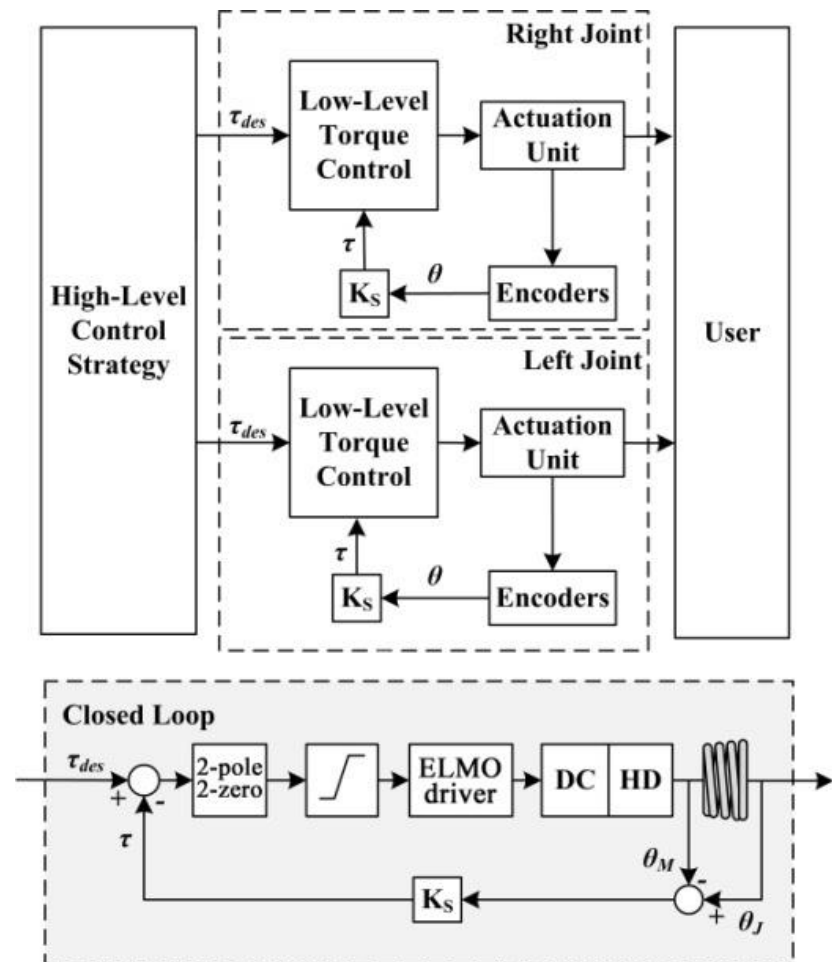 Right Joint
High-Level
Control
Strategy
τdes
Low-Level
Torque
Control
Actuation
Unit
τ
θ
KS
Encoders
User
Left Joint
τdes
Low-Level
Torque
Control
Actuation
Unit
τ
θ
KS
Encoders
Closed Loop
τdes
+
-
2-pole
2-zero
ELMO
driver
DC
HD
τ
θM
-
KS
+
θJ